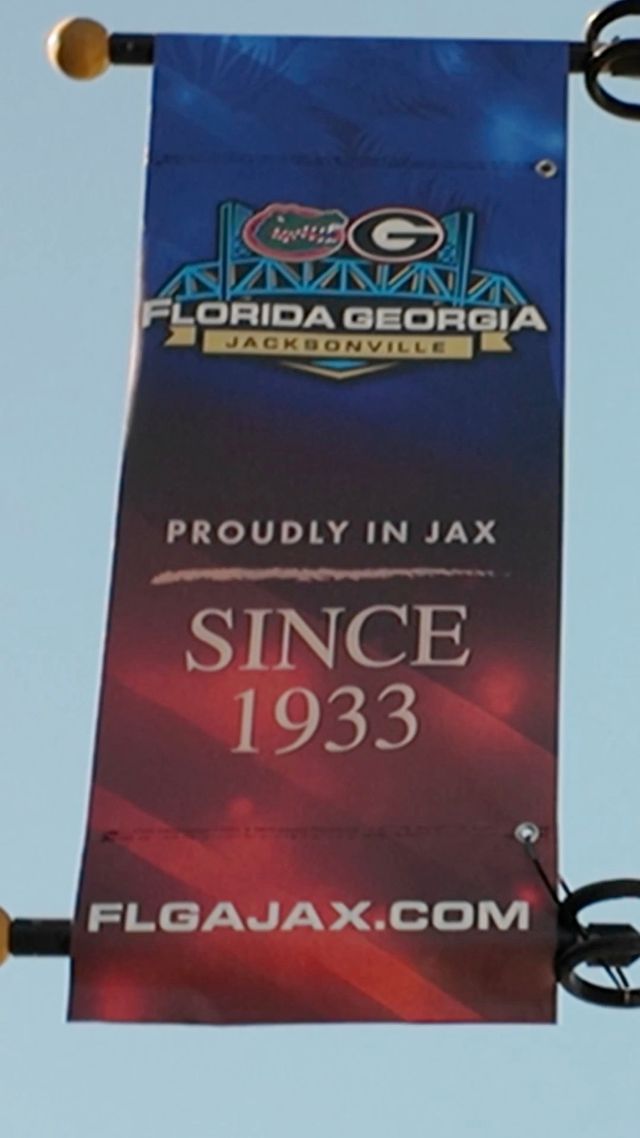 G
FLORIDA GEORGIA
JACKSONVILLE
PROUDLY IN JAX
SINCE
1933
FLGAJAX.COM